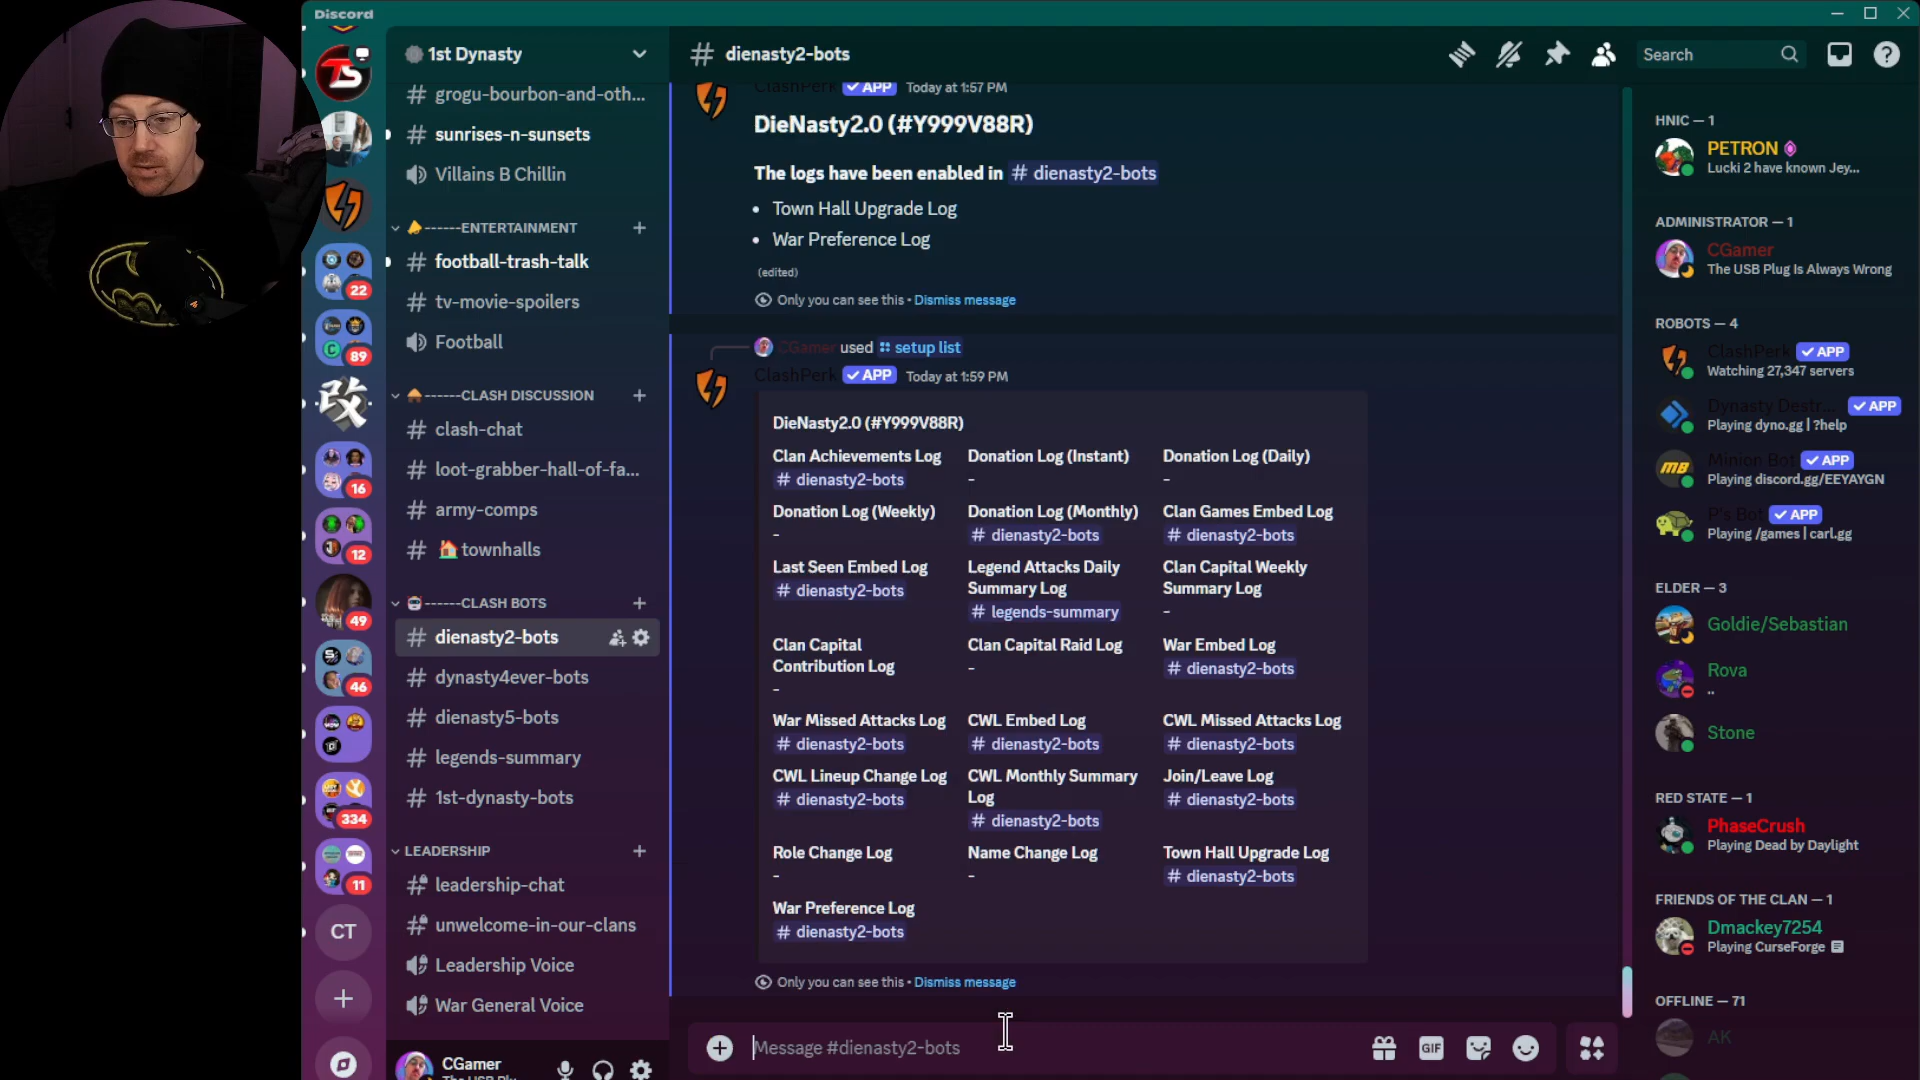 Discord
1st Dynasty
# dienasty2-bots
Search
# grogu-bourbon-and-oth...
# sunrises-n-sunsets
Villains B Chillin
------ENTERTAINMENT
# football-trash-talk
# tv-movie-spoilers
Football
------CLASH DISCUSSION
# clash-chat
# loot-grabber-hall-of-fa...
# army-comps
# townhalls
------CLASH BOTS
# dienasty2-bots
# dynasty4ever-bots
# dienasty5-bots
# legends-summary
# 1st-dynasty-bots
LEADERSHIP
# leadership-chat
# unwelcome-in-our-clans
Leadership Voice
War General Voice
CGamer
The USB Plu...
TS
22
89
16
12
49
46
334
11
CT
ClashPerk APP Today at 1:57 PM
DieNasty2.0 (#Y999V88R)
The logs have been enabled in # dienasty2-bots
• Town Hall Upgrade Log
• War Preference Log
(edited)
Only you can see this • Dismiss message
CGamer used setup list
ClashPerk APP Today at 1:59 PM
DieNasty2.0 (#Y999V88R)
Clan Achievements Log Donation Log (Instant) Donation Log (Daily)
# dienasty2-bots - -
Donation Log (Weekly) Donation Log (Monthly) Clan Games Embed Log
- # dienasty2-bots # dienasty2-bots
Last Seen Embed Log Legend Attacks Daily Clan Capital Weekly
# dienasty2-bots Summary Log Summary Log
# legends-summary -
Clan Capital Clan Capital Raid Log War Embed Log
Contribution Log - # dienasty2-bots
-
War Missed Attacks Log CWL Embed Log CWL Missed Attacks Log
# dienasty2-bots # dienasty2-bots # dienasty2-bots
CWL Lineup Change Log CWL Monthly Summary Join/Leave Log
# dienasty2-bots Log # dienasty2-bots
# dienasty2-bots
Role Change Log Name Change Log Town Hall Upgrade Log
- - # dienasty2-bots
War Preference Log
# dienasty2-bots
Only you can see this • Dismiss message
Message #dienasty2-bots
GIF
HNIC — 1
PETRON
Lucki 2 have known Jey...
ADMINISTRATOR — 1
CGamer
The USB Plug Is Always Wrong
ROBOTS — 4
ClashPerk APP
Watching 27,347 servers
Dynasty Destr... APP
Playing dyno.gg | ?help
Minion Bot APP
Playing discord.gg/EEYAYGN
P's Bot APP
Playing /games | carl.gg
ELDER — 3
Goldie/Sebastian
Rova
..
Stone
RED STATE — 1
PhaseCrush
Playing Dead by Daylight
FRIENDS OF THE CLAN — 1
Dmackey7254
Playing CurseForge
OFFLINE — 71
AK